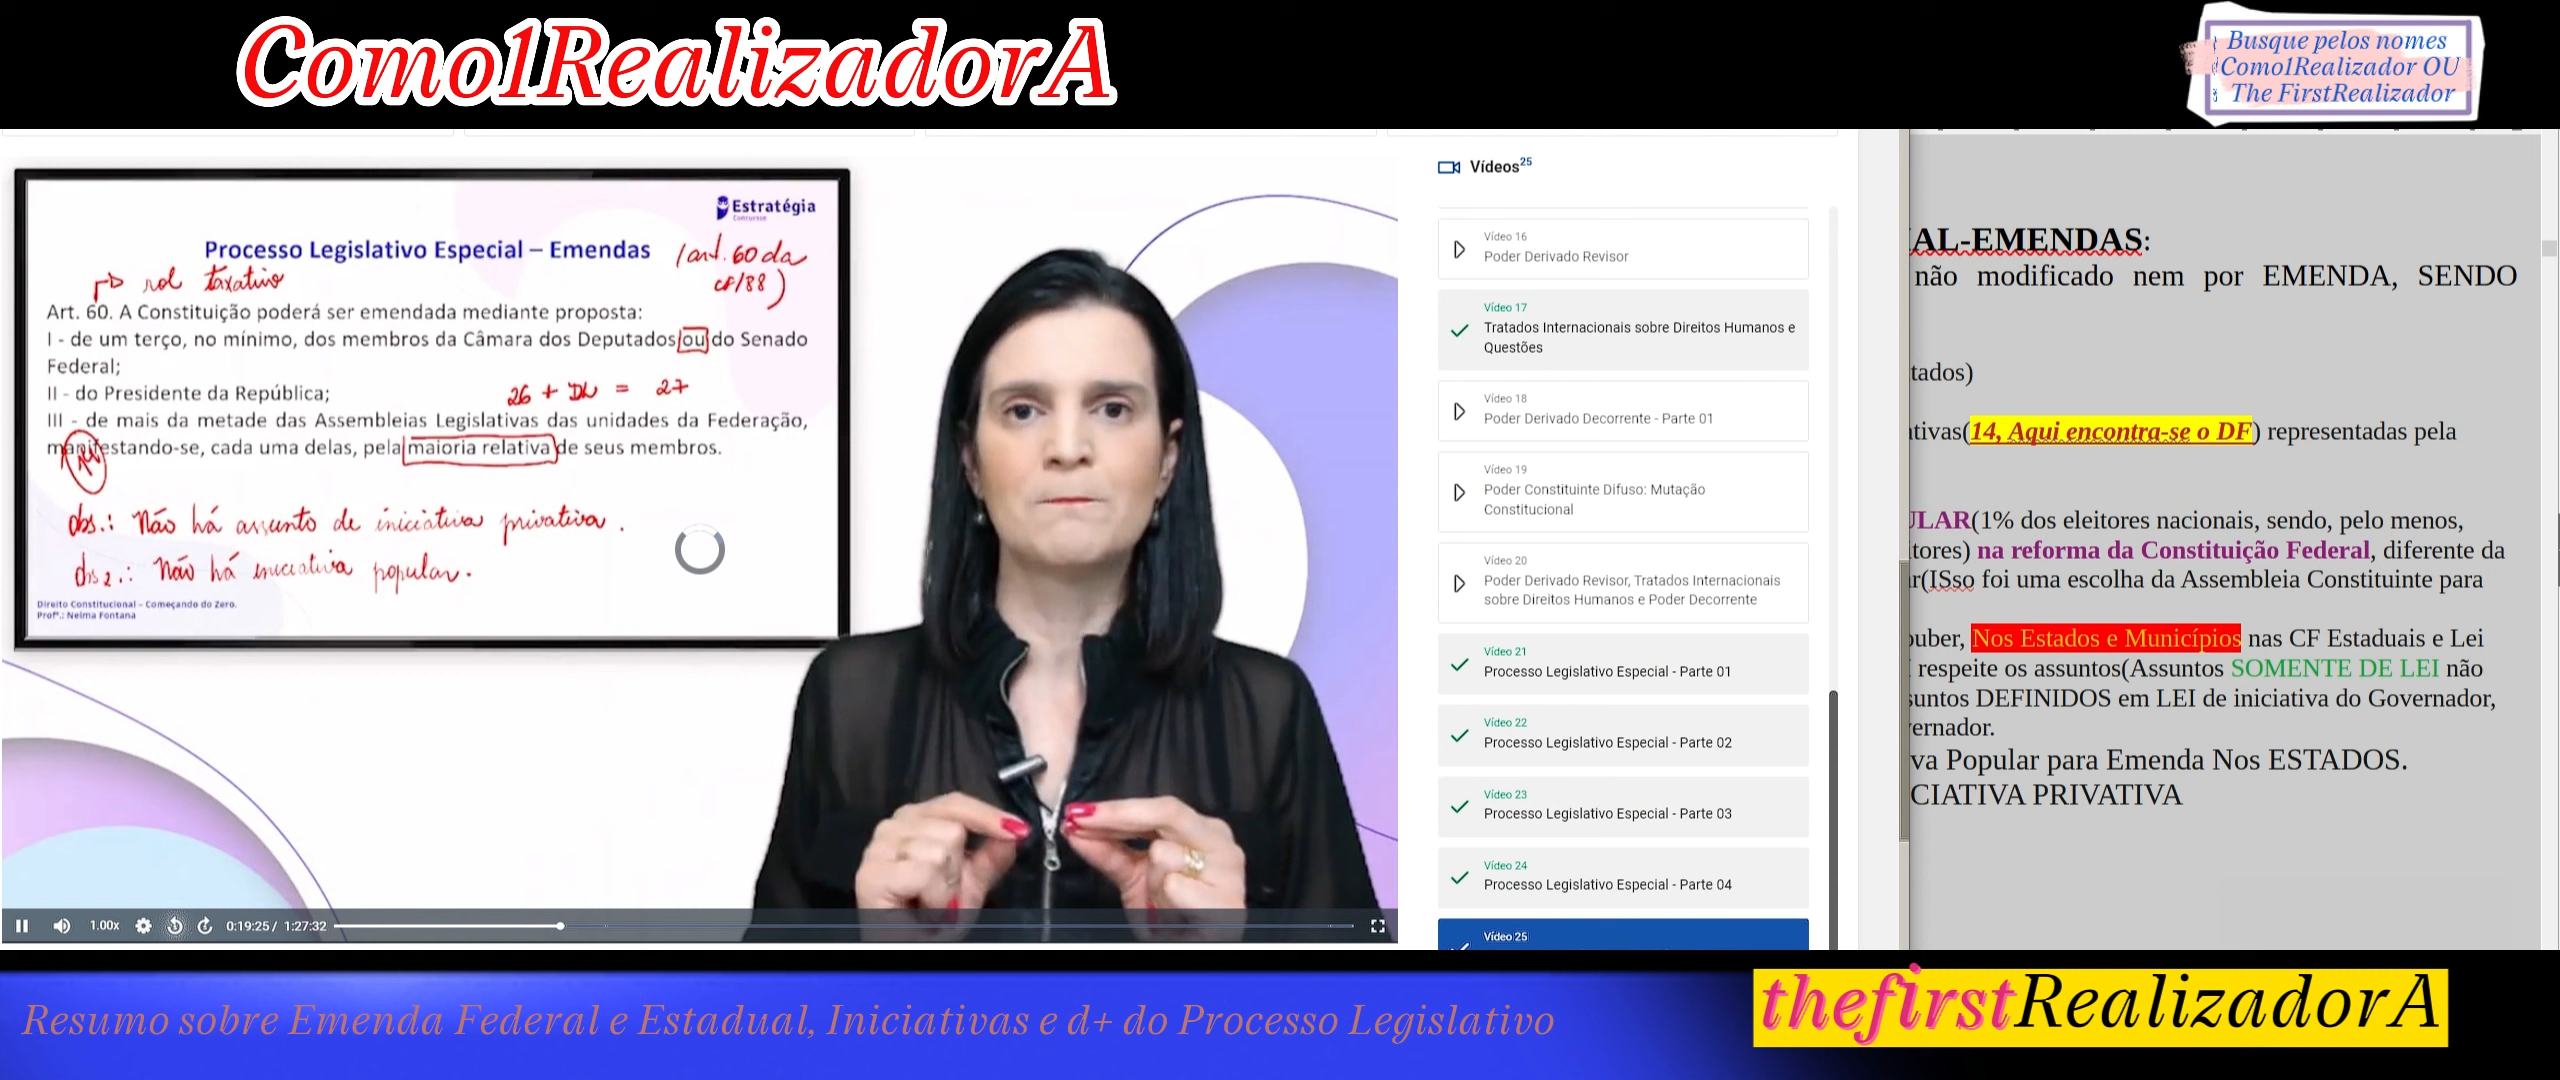 Como1RealizadorA
Busque pelos nomes
Como1Realizador OU
The FirstRealizador
Estratégia
Concursos
Processo Legislativo Especial – Emendas
(art. 60 da
CF/88)
rol taxativo
Art. 60. A Constituição poderá ser emendada mediante proposta:
I - de um terço, no mínimo, dos membros da Câmara dos Deputados ou do Senado
Federal;
II - do Presidente da República;
26 + DF = 27
III - de mais da metade das Assembleias Legislativas das unidades da Federação,
manifestando-se, cada uma delas, pela maioria relativa de seus membros.
14
obs.: Não há assunto de iniciativa privativa.
obs 2.: Não há iniciativa popular.
Direito Constitucional – Começando do Zero.
Profª.: Nelma Fontana
1.00x
0:19:25 / 1:27:32
Vídeos25
Vídeo 16
Poder Derivado Revisor
Vídeo 17
Tratados Internacionais sobre Direitos Humanos e
Questões
Vídeo 18
Poder Derivado Decorrente - Parte 01
Vídeo 19
Poder Constituinte Difuso: Mutação
Constitucional
Vídeo 20
Poder Derivado Revisor, Tratados Internacionais
sobre Direitos Humanos e Poder Decorrente
Vídeo 21
Processo Legislativo Especial - Parte 01
Vídeo 22
Processo Legislativo Especial - Parte 02
Vídeo 23
Processo Legislativo Especial - Parte 03
Vídeo 24
Processo Legislativo Especial - Parte 04
Vídeo 25
AL-EMENDAS:
não modificado nem por EMENDA, SENDO
tados)
tivas(14, Aqui encontra-se o DF) representadas pela
ULAR(1% dos eleitores nacionais, sendo, pelo menos,
tores) na reforma da Constituição Federal, diferente da
r(ISso foi uma escolha da Assembleia Constituinte para
ouber, Nos Estados e Municípios nas CF Estaduais e Lei
respeite os assuntos(Assuntos SOMENTE DE LEI não
suntos DEFINIDOS em LEI de iniciativa do Governador,
ernador.
va Popular para Emenda Nos ESTADOS.
CIATIVA PRIVATIVA
Resumo sobre Emenda Federal e Estadual, Iniciativas e d+ do Processo Legislativo
thefirstRealizadorA